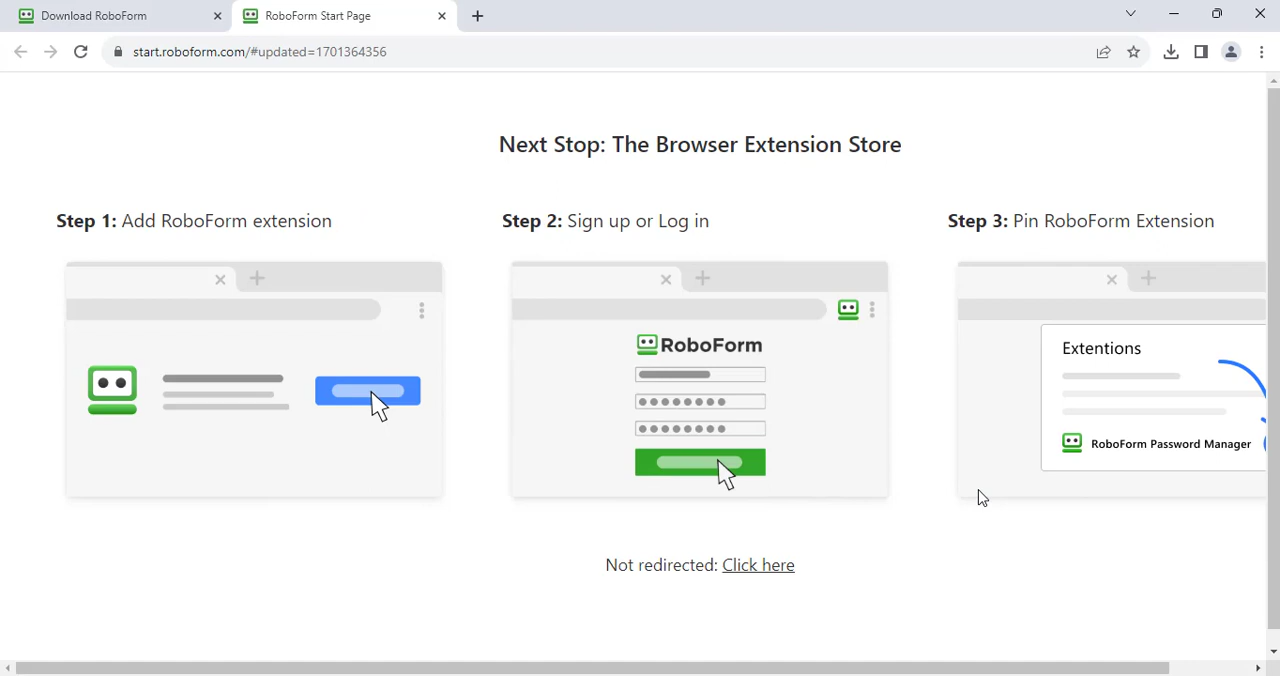 Download RoboForm
RoboForm Start Page
start.roboform.com/#updated=1701364356
Next Stop: The Browser Extension Store
Step 1: Add RoboForm extension
Step 2: Sign up or Log in
Step 3: Pin RoboForm Extension
RoboForm
Extentions
RoboForm Password Manager
Not redirected: Click here